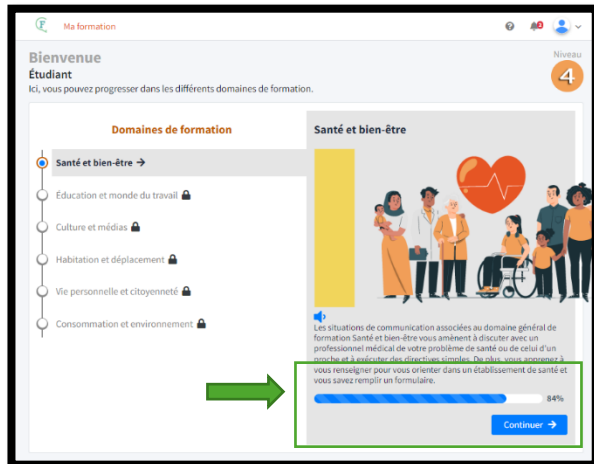 Ma formation
2
Bienvenue
Étudiant
Ici, vous pouvez progresser dans les différents domaines de formation.
Niveau
4
Domaines de formation
Santé et bien-être →
Éducation et monde du travail
Culture et médias
Habitation et déplacement
Vie personnelle et citoyenneté
Consommation et environnement
Santé et bien-être
Les situations de communication associées au domaine général de
formation Santé et bien-être vous amènent à discuter avec un
professionnel médical de votre problème de santé ou de celui d'un
proche et à exécuter des directives simples. De plus, vous apprenez à
vous renseigner pour vous orienter dans un établissement de santé et
vous savez remplir un formulaire.
84%
Continuer →